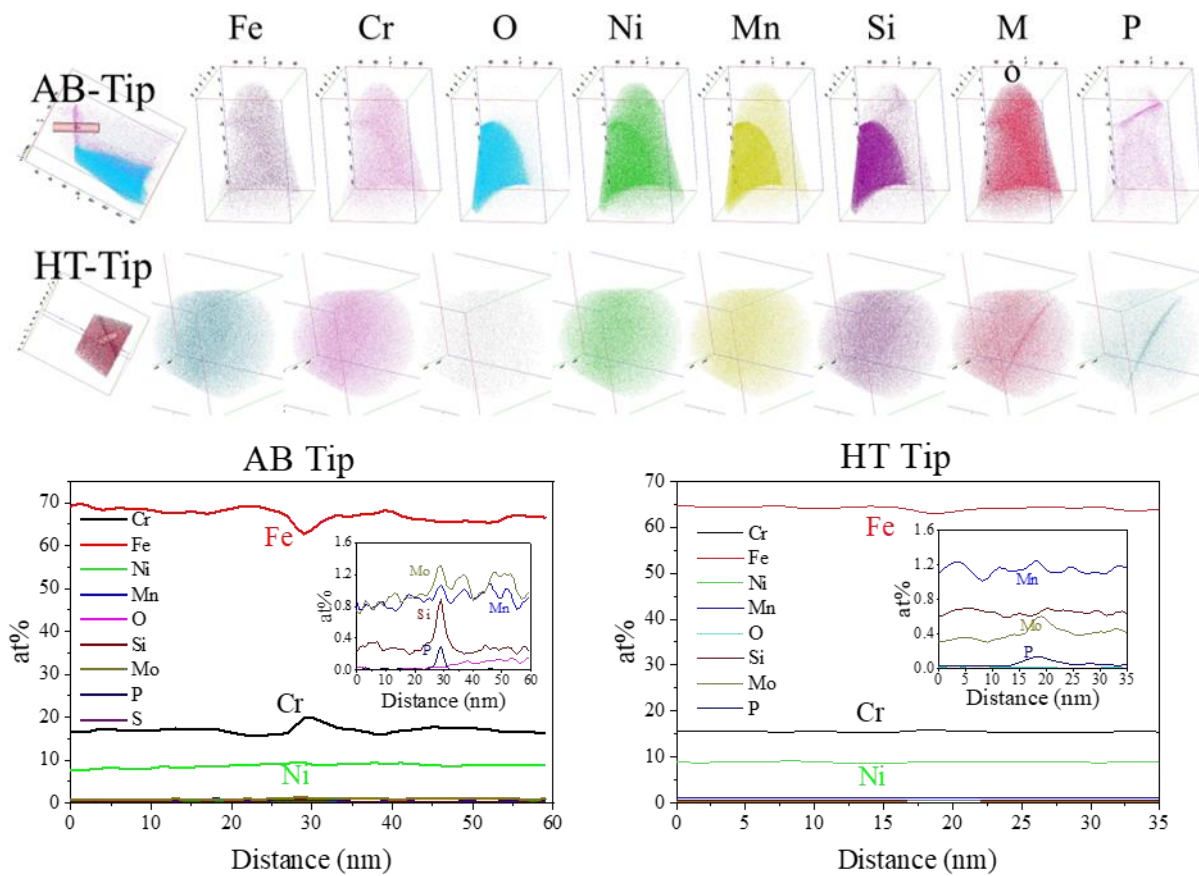 Fe Cr O Ni Mn Si Mo P
AB-Tip
HT-Tip
AB Tip
70
60
50
40
30
20
10
0
at%
Cr
Fe
Ni
Mn
O
Si
Mo
P
S
Fe
Cr
Ni
1.6
1.2
0.8
0.4
0.0
at%
Mo
Mn
Si
P
0 10 20 30 40 50 60
Distance (nm)
0 10 20 30 40 50 60
Distance (nm)
HT Tip
70
60
50
40
30
20
10
0
at%
Cr
Fe
Ni
Mn
O
Si
Mo
P
Fe
Cr
Ni
1.6
1.2
0.8
0.4
0.0
at%
Mn
Mo
P
0 5 10 15 20 25 30 35
Distance (nm)
0 5 10 15 20 25 30 35
Distance (nm)